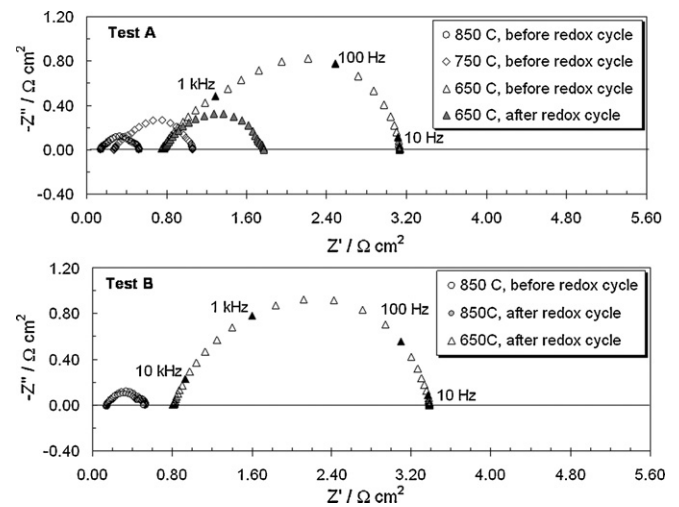 1.20
Test A
850 C, before redox cycle
750 C, before redox cycle
650 C, before redox cycle
650 C, after redox cycle
0.80
100 Hz
1 kHz
-Z" / Ω cm²
0.40
10 Hz
0.00
-0.40
0.00 0.80 1.60 2.40 3.20 4.00 4.80 5.60
Z' / Ω cm²
1.20
Test B
850 C, before redox cycle
850C, after redox cycle
650C, after redox cycle
1 kHz
100 Hz
0.80
-Z" / Ω cm²
0.40
10 kHz
10 Hz
0.00
-0.40
0.00 0.80 1.60 2.40 3.20 4.00 4.80 5.60
Z' / Ω cm²